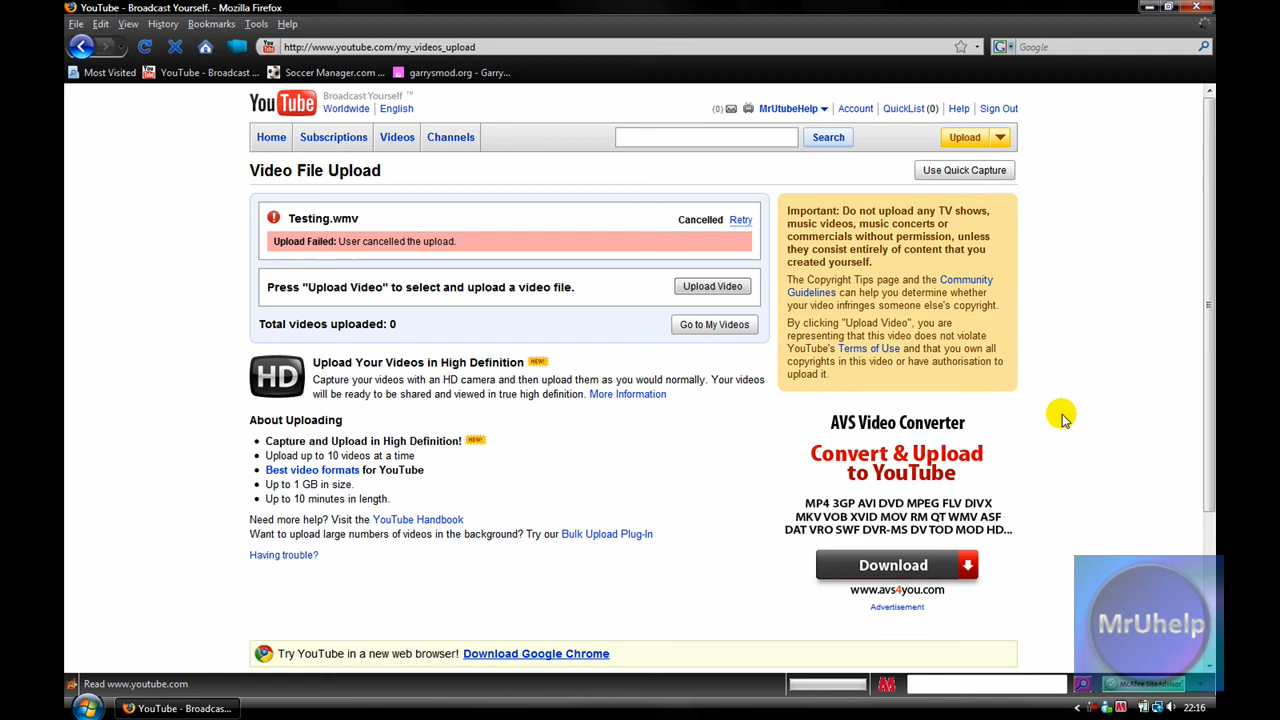 YouTube - Broadcast Yourself. - Mozilla Firefox
File Edit View History Bookmarks Tools Help
http://www.youtube.com/my_videos_upload
Google
Most Visited YouTube - Broadcast ... Soccer Manager.com ... garrysmod.org - Garry...
YouTube Broadcast Yourself ™
Worldwide | English
(0) MrUtubeHelp Account QuickList (0) Help Sign Out
Home Subscriptions Videos Channels Search Upload
Video File Upload
Use Quick Capture
Testing.wmv
Cancelled Retry
Upload Failed: User cancelled the upload.
Press "Upload Video" to select and upload a video file.
Upload Video
Total videos uploaded: 0
Go to My Videos
Important: Do not upload any TV shows,
music videos, music concerts or
commercials without permission, unless
they consist entirely of content that you
created yourself.
The Copyright Tips page and the Community
Guidelines can help you determine whether
your video infringes someone else's copyright.
By clicking "Upload Video", you are
representing that this video does not violate
YouTube's Terms of Use and that you own all
copyrights in this video or have authorisation to
upload it.
HD
Upload Your Videos in High Definition NEW!
Capture your videos with an HD camera and then upload them as you would normally. Your videos
will be ready to be shared and viewed in true high definition. More Information
About Uploading
• Capture and Upload in High Definition! NEW!
• Upload up to 10 videos at a time
• Best video formats for YouTube
• Up to 1 GB in size.
• Up to 10 minutes in length.
Need more help? Visit the YouTube Handbook
Want to upload large numbers of videos in the background? Try our Bulk Upload Plug-In
Having trouble?
AVS Video Converter
Convert & Upload
to YouTube
MP4 3GP AVI DVD MPEG FLV DIVX
MKV VOB XVID MOV RM QT WMV ASF
DAT VRO SWF DVR-MS DV TOD MOD HD...
Download
www.avs4you.com
Advertisement
MrUhelp
Try YouTube in a new web browser! Download Google Chrome
Read www.youtube.com
McAfee SiteAdvisor
YouTube - Broadcas...
22:16